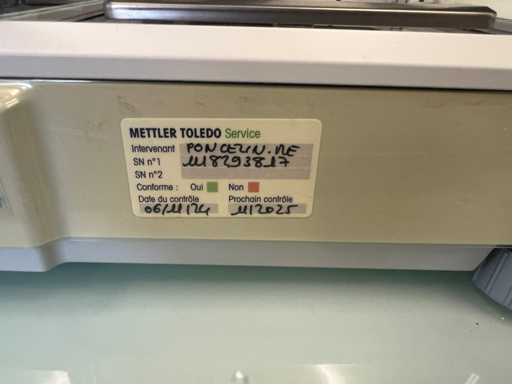 METTLER TOLEDO Service
Intervenant PONCELIN.ME
SN n°1 1118293817
SN n°2
Conforme : Oui Non
Date du contrôle Prochain contrôle
06/11/24 11/2025